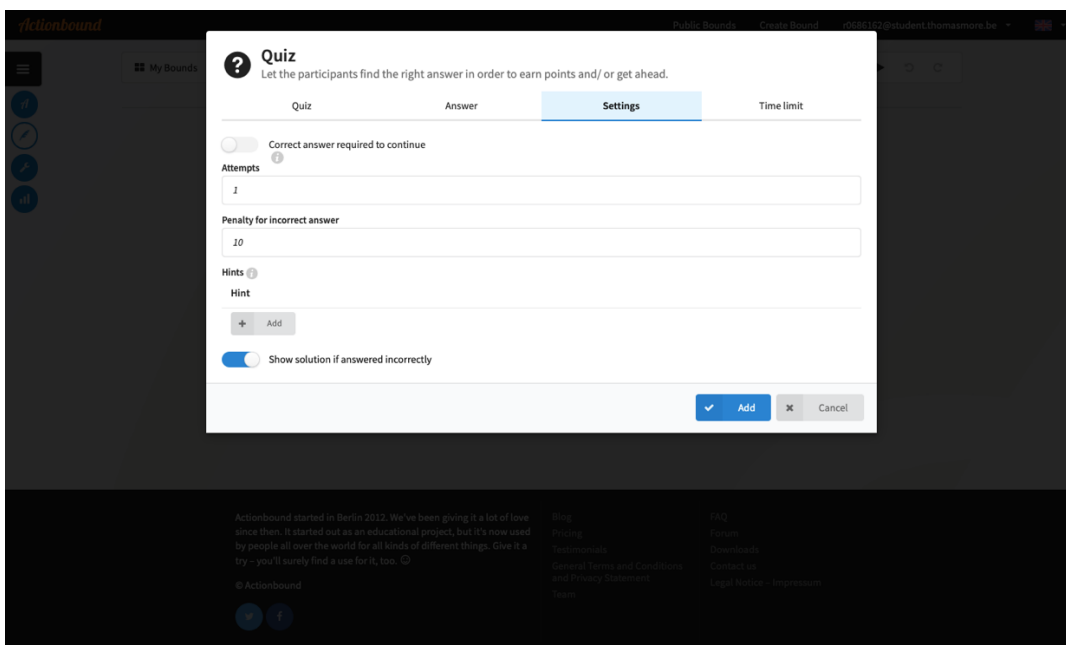 Actionbound
Public Bounds Create Bound r0686162@student.thomasmore.be
My Bounds
Quiz
Let the participants find the right answer in order to earn points and/ or get ahead.
Quiz Answer Settings Time limit
Correct answer required to continue
Attempts
1
Penalty for incorrect answer
10
Hints
Hint
+ Add
Show solution if answered incorrectly
Add Cancel
Actionbound started in Berlin 2012. We've been giving it a lot of love
since then. It started out as an educational project, but it's now used
by people all over the world for all kinds of different things. Give it a
try – you'll surely find a use for it, too.
© Actionbound
Blog
Pricing
Testimonials
General Terms and Conditions
and Privacy Statement
Team
FAQ
Forum
Downloads
Contact us
Legal Notice – Impressum